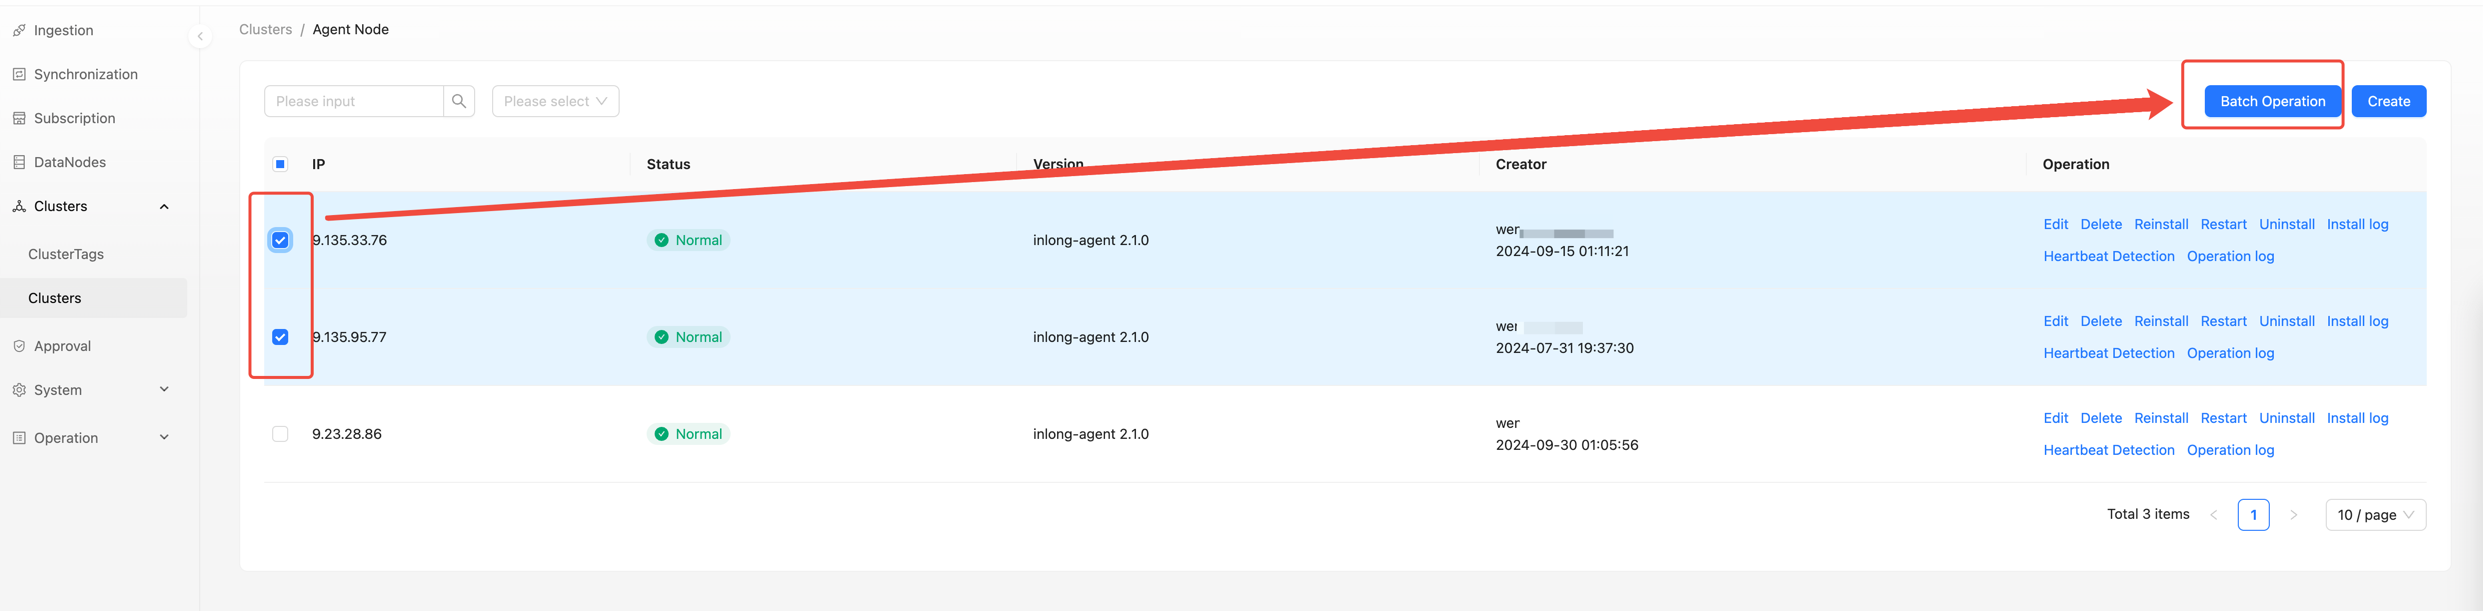 Ingestion
Synchronization
Subscription
DataNodes
Clusters
ClusterTags
Clusters
Approval
System
Operation
Clusters / Agent Node
Please input
Please select
Batch Operation
Create
IP Status Version Creator Operation
9.135.33.76 Normal inlong-agent 2.1.0
wer
2024-09-15 01:11:21
Edit Delete Reinstall Restart Uninstall Install log
Heartbeat Detection Operation log
9.135.95.77 Normal inlong-agent 2.1.0
wer
2024-07-31 19:37:30
Edit Delete Reinstall Restart Uninstall Install log
Heartbeat Detection Operation log
9.23.28.86 Normal inlong-agent 2.1.0
wer
2024-09-30 01:05:56
Edit Delete Reinstall Restart Uninstall Install log
Heartbeat Detection Operation log
Total 3 items < 1 > 10 / page